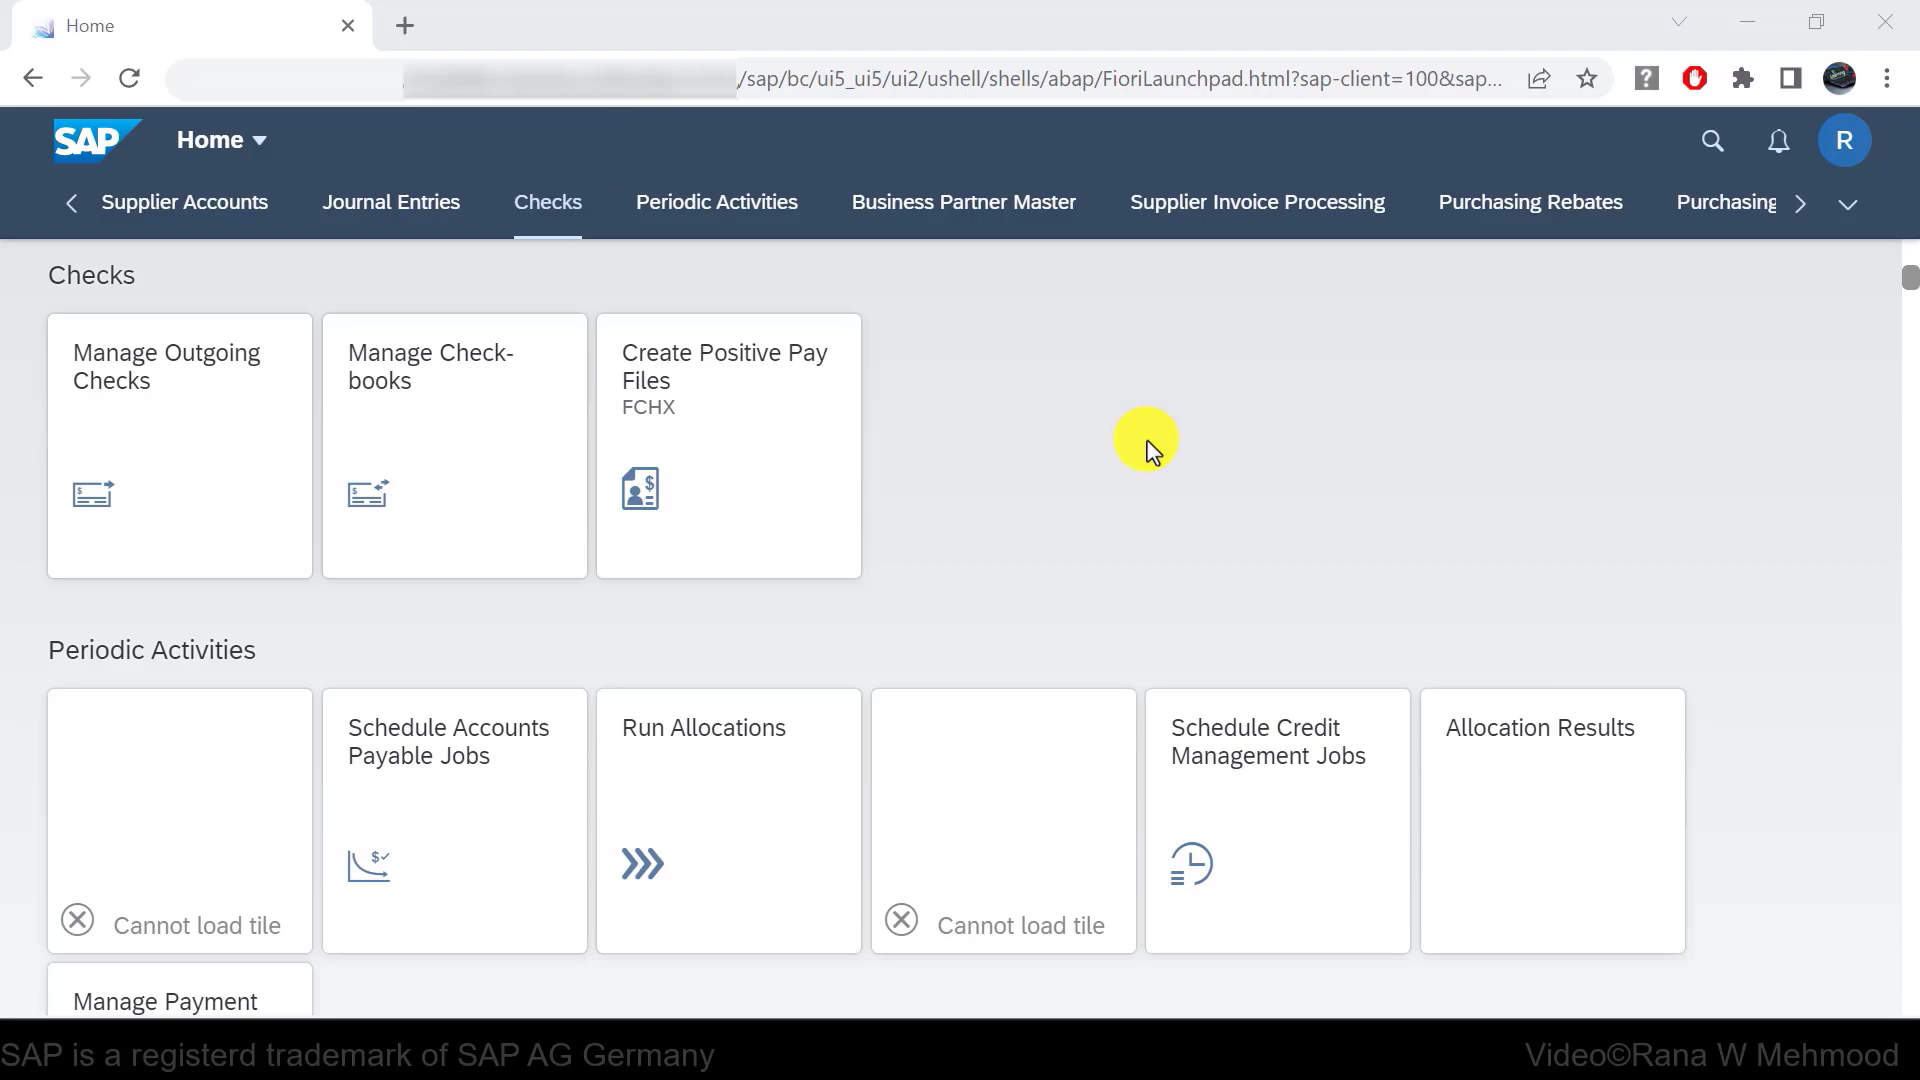 Home
/sap/bc/ui5_ui5/ui2/ushell/shells/abap/FioriLaunchpad.html?sap-client=100&sap...
SAP Home R
Supplier Accounts Journal Entries Checks Periodic Activities Business Partner Master Supplier Invoice Processing Purchasing Rebates Purchasing
Checks
Manage Outgoing
Checks
Manage Check-
books
Create Positive Pay
Files
FCHX
Periodic Activities
Cannot load tile
Schedule Accounts
Payable Jobs
Run Allocations
Cannot load tile
Schedule Credit
Management Jobs
Allocation Results
Manage Payment
SAP is a registerd trademark of SAP AG Germany
Video©Rana W Mehmood